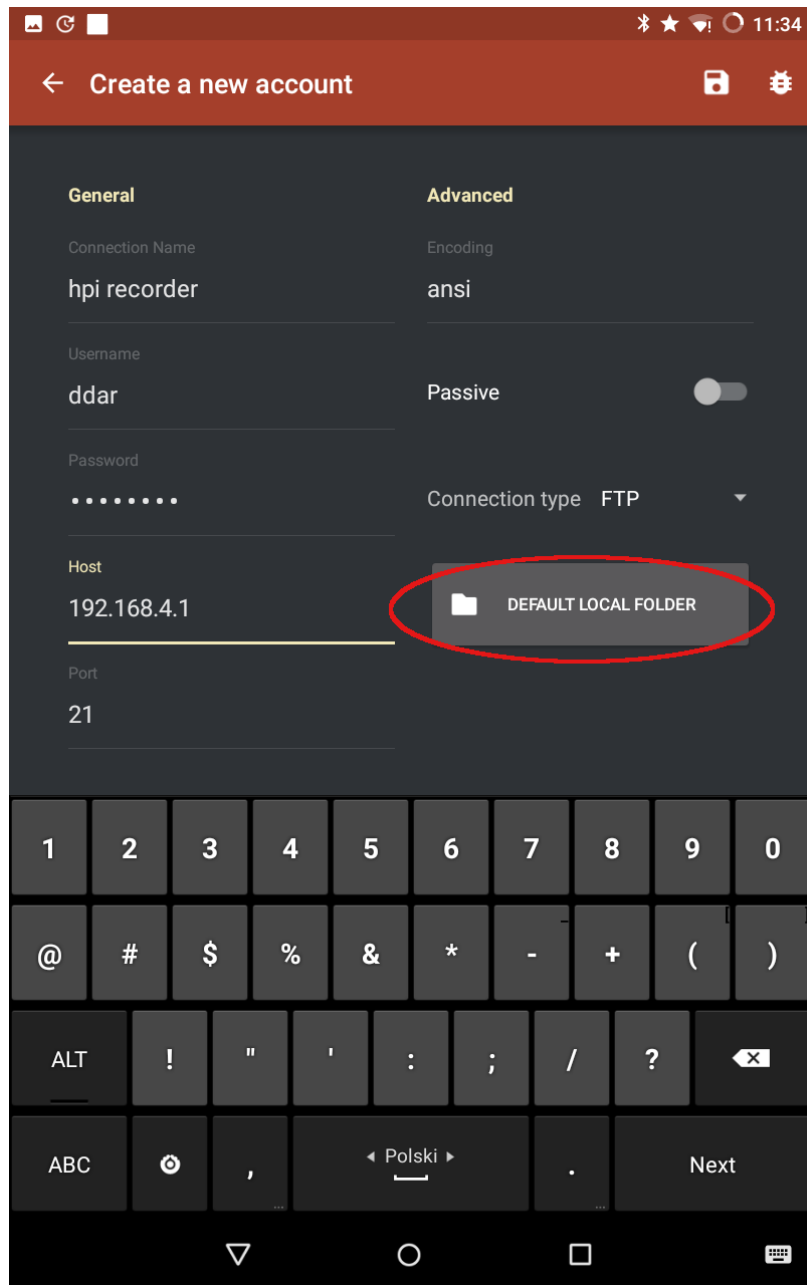 11:34
Create a new account
General
Connection Name
hpi recorder
Username
ddar
Password
••••••••
Host
192.168.4.1
Port
21
Advanced
Encoding
ansi
Passive
Connection type FTP
DEFAULT LOCAL FOLDER
1 2 3 4 5 6 7 8 9 0
@ # $ % & * - + ( )
ALT ! " ' : ; / ?
ABC , Polski . Next